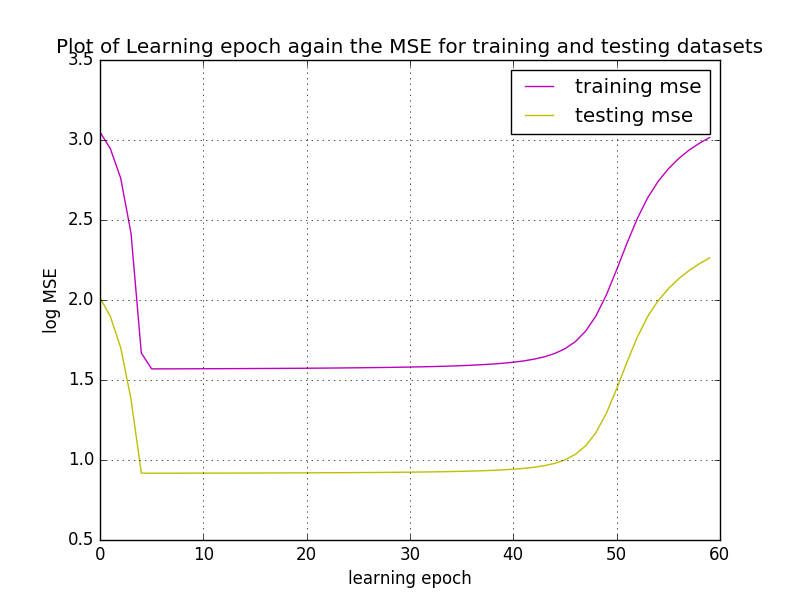 Plot of Learning epoch again the MSE for training and testing datasets
training mse
testing mse
3.5
3.0
2.5
2.0
1.5
1.0
0.5
log MSE
0 10 20 30 40 50 60
learning epoch